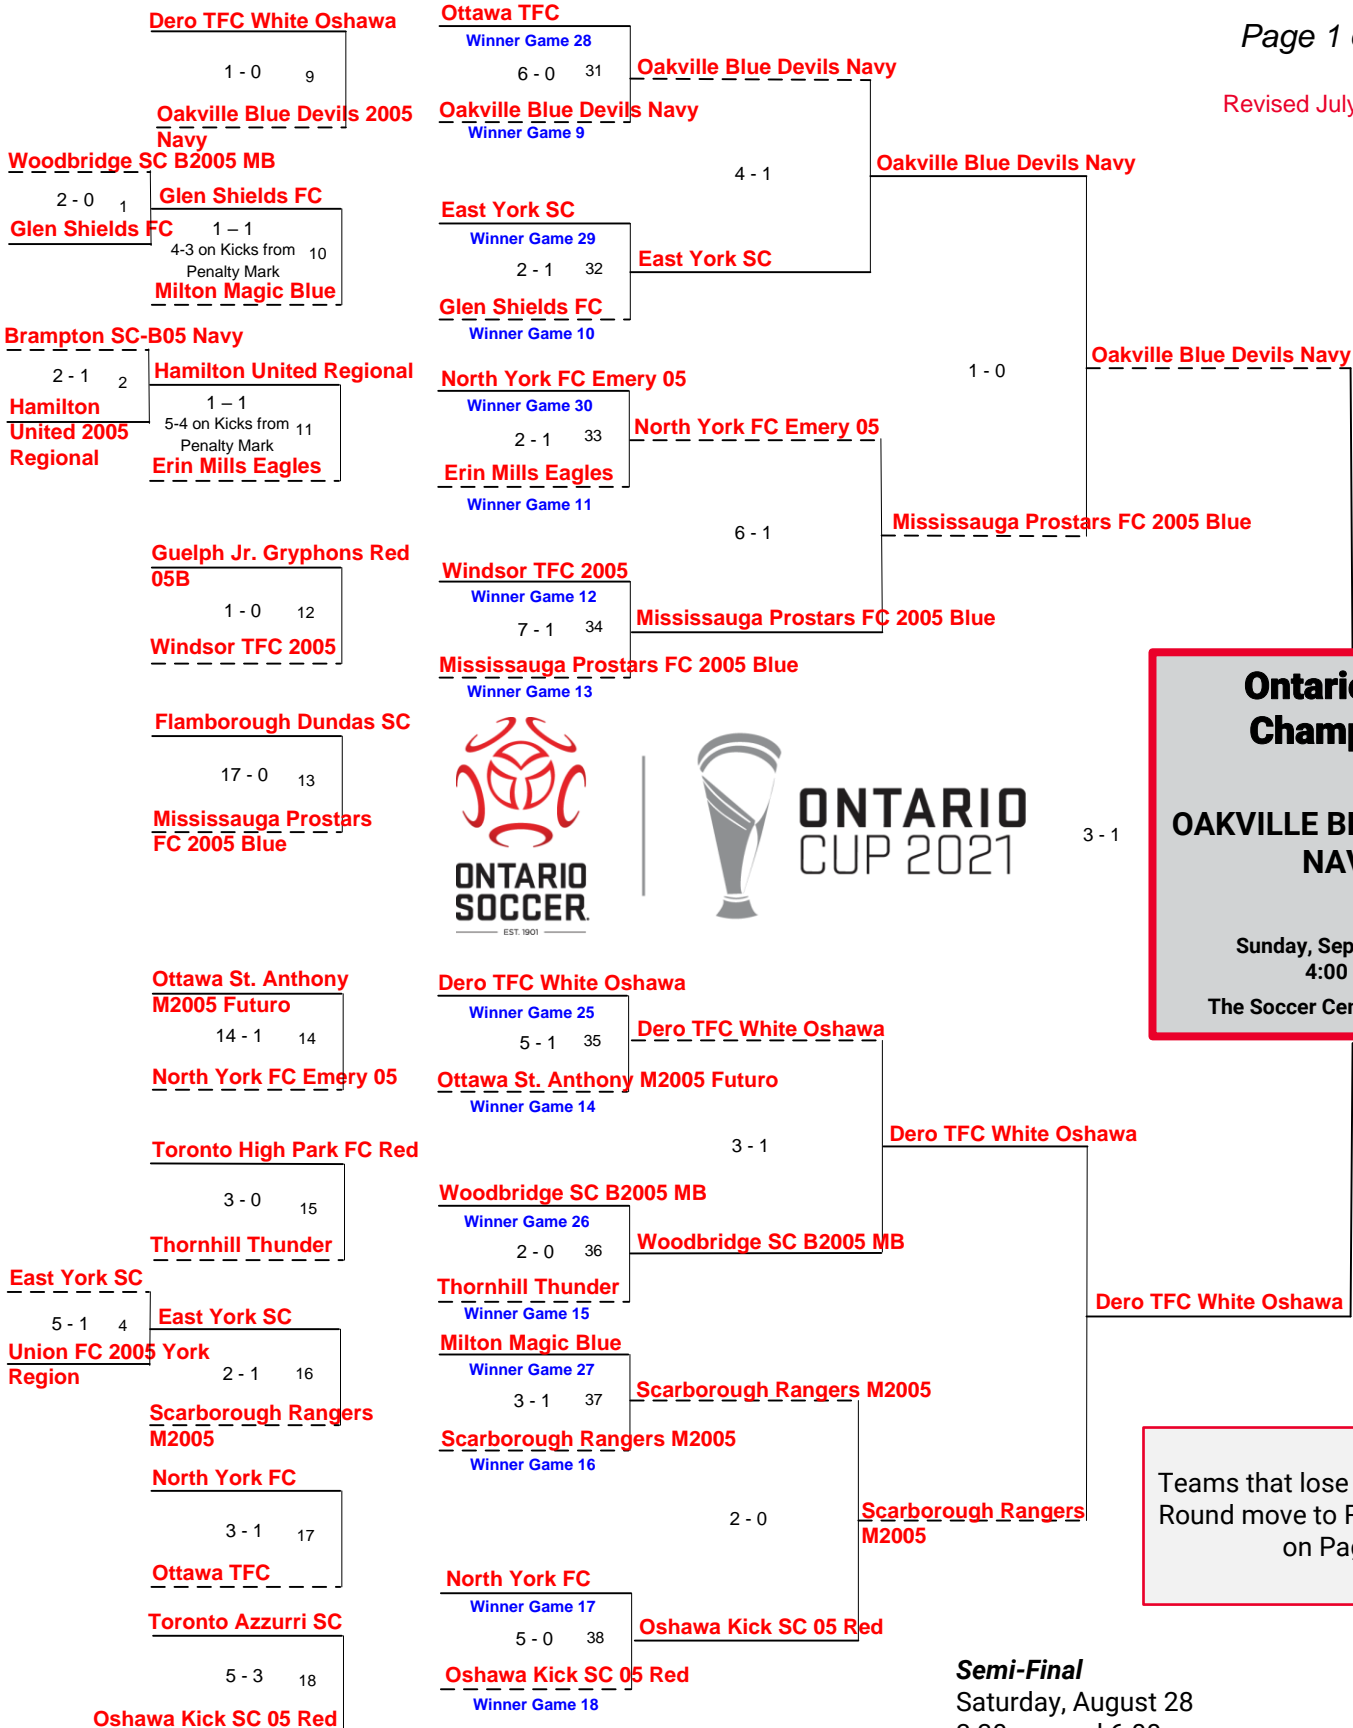 Page 1
Revised July
Dero TFC White Oshawa
1 - 0 9
Oakville Blue Devils 2005
Navy
Woodbridge SC B2005 MB
2 - 0 1
Glen Shields FC
Glen Shields FC
1 – 1
4-3 on Kicks from 10
Penalty Mark
Milton Magic Blue
Brampton SC-B05 Navy
2 - 1 2
Hamilton
United 2005
Regional
Hamilton United Regional
1 – 1
5-4 on Kicks from 11
Penalty Mark
Erin Mills Eagles
Guelph Jr. Gryphons Red
05B
1 - 0 12
Windsor TFC 2005
Flamborough Dundas SC
17 - 0 13
Mississauga Prostars
FC 2005 Blue
Ottawa St. Anthony
M2005 Futuro
14 - 1 14
North York FC Emery 05
Toronto High Park FC Red
3 - 0 15
Thornhill Thunder
East York SC
5 - 1 4
Union FC 2005 York
Region
East York SC
2 - 1 16
Scarborough Rangers
M2005
North York FC
3 - 1 17
Ottawa TFC
Toronto Azzurri SC
5 - 3 18
Oshawa Kick SC 05 Red
Ottawa TFC
Winner Game 28
6 - 0 31
Oakville Blue Devils Navy
Winner Game 9
Oakville Blue Devils Navy
4 - 1
East York SC
Winner Game 29
2 - 1 32
Glen Shields FC
Winner Game 10
East York SC
Oakville Blue Devils Navy
North York FC Emery 05
Winner Game 30
2 - 1 33
Erin Mills Eagles
Winner Game 11
North York FC Emery 05
6 - 1
Windsor TFC 2005
Winner Game 12
7 - 1 34
Mississauga Prostars FC 2005 Blue
Winner Game 13
Mississauga Prostars FC 2005 Blue
Mississauga Prostars FC 2005 Blue
1 - 0
Oakville Blue Devils Navy
ONTARIO
SOCCER
EST. 1901
ONTARIO
CUP 2021
3 - 1
Champ
OAKVILLE
Sunday, Sep
4:00
The Soccer
Dero TFC White Oshawa
Winner Game 25
5 - 1 35
Ottawa St. Anthony M2005 Futuro
Winner Game 14
Dero TFC White Oshawa
3 - 1
Woodbridge SC B2005 MB
Winner Game 26
2 - 0 36
Thornhill Thunder
Winner Game 15
Woodbridge SC B2005 MB
Dero TFC White Oshawa
Milton Magic Blue
Winner Game 27
3 - 1 37
Scarborough Rangers M2005
Winner Game 16
Scarborough Rangers M2005
2 - 0
North York FC
Winner Game 17
5 - 0 38
Oshawa Kick SC 05 Red
Winner Game 18
Oshawa Kick SC 05 Red
Scarborough Rangers
M2005
Dero TFC White Oshawa
Teams that lose
Round move to
on
Semi-Final
Saturday, August 28